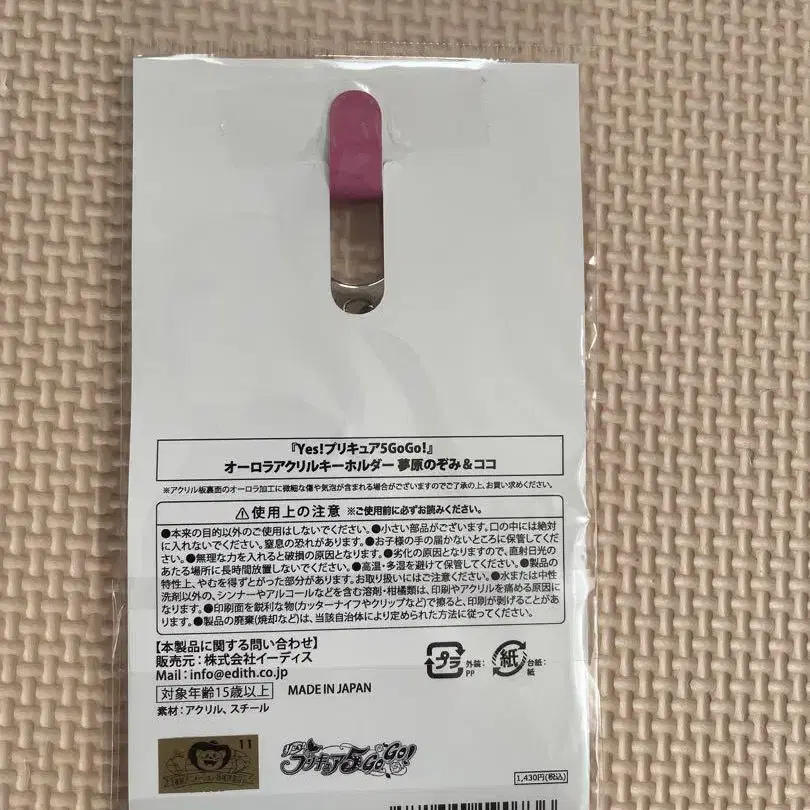 『Yes!プリキュア5GoGo!』
オーロラアクリルキーホルダー 夢原のぞみ&ココ
※アクリル板裏面のオーロラ加工に微細な傷や気泡が含まれる場合がございますのでご了承の上、お買い求めください。
⚠使用上の注意 ※ご使用前に必ずお読みください。
●本来の目的以外のご使用はしないでください。●小さい部品がございます。口の中には絶対
に入れないでください。窒息の恐れがあります。●お子様の手の届かないところに保管してくだ
さい。●無理な力を入れると破損の原因となります。●劣化の原因となりますので、直射日光の
あたる場所に長時間放置しないでください。●高温・多湿を避けて保管してください。●製品の
特性上、やむを得ずとがった部分があります。お取り扱いにはご注意ください。●水または中性
洗剤以外の、シンナーやアルコールなどを含む溶剤・柑橘類は、印刷やアクリルを痛める原因に
なります。●印刷面を鋭利な物(カッターナイフやクリップなど)で擦ると、印刷が剥げることがあ
ります。●製品の廃棄(焼却など)は、当該自治体により定められた方法に従ってください。
【本製品に関する問い合わせ】
販売元:株式会社イーディス
Mail:info@edith.co.jp
対象年齢15歳以上 MADE IN JAPAN
素材:アクリル、スチール
プラ 外装:
PP
紙 台紙:
紙
11
Yes! プリキュア5 GoGo!
1,430円(税込)